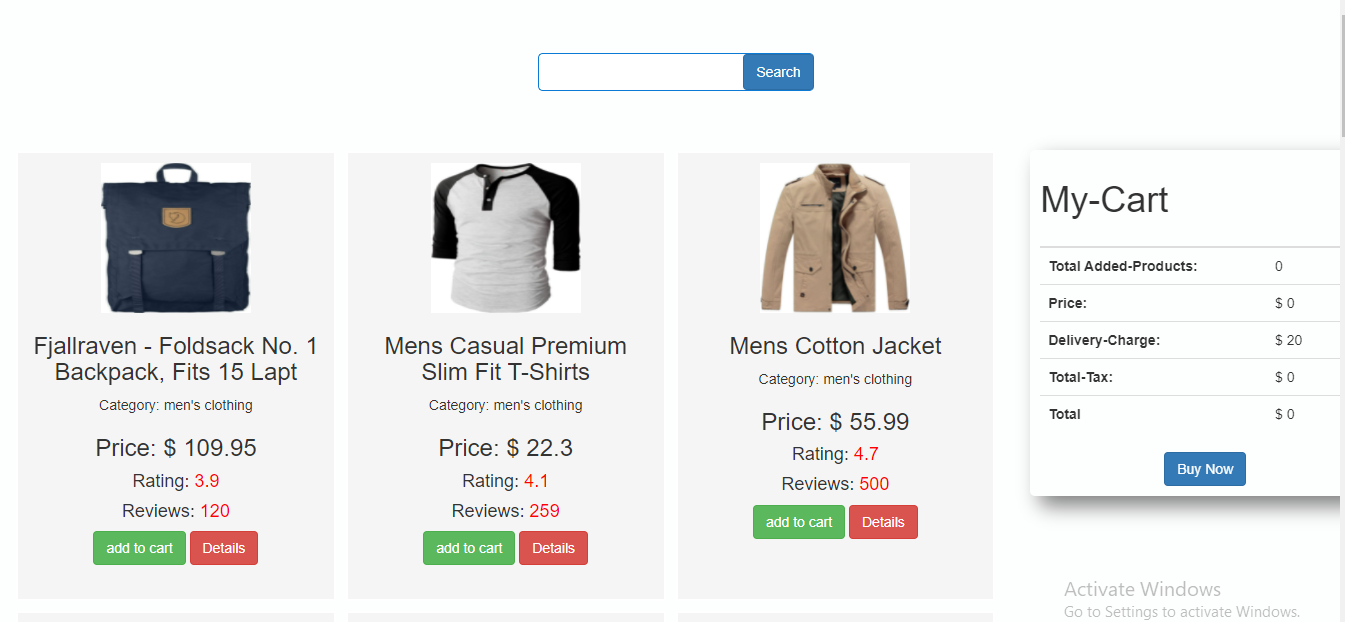 Search
Fjallraven - Foldsack No. 1
Backpack, Fits 15 Lapt
Category: men's clothing
Price: $ 109.95
Rating: 3.9
Reviews: 120
add to cart Details
Mens Casual Premium
Slim Fit T-Shirts
Category: men's clothing
Price: $ 22.3
Rating: 4.1
Reviews: 259
add to cart Details
Mens Cotton Jacket
Category: men's clothing
Price: $ 55.99
Rating: 4.7
Reviews: 500
add to cart Details
My-Cart
Total Added-Products: 0
Price: $ 0
Delivery-Charge: $ 20
Total-Tax: $ 0
Total $ 0
Buy Now
Activate Windows
Go to Settings to activate Windows.